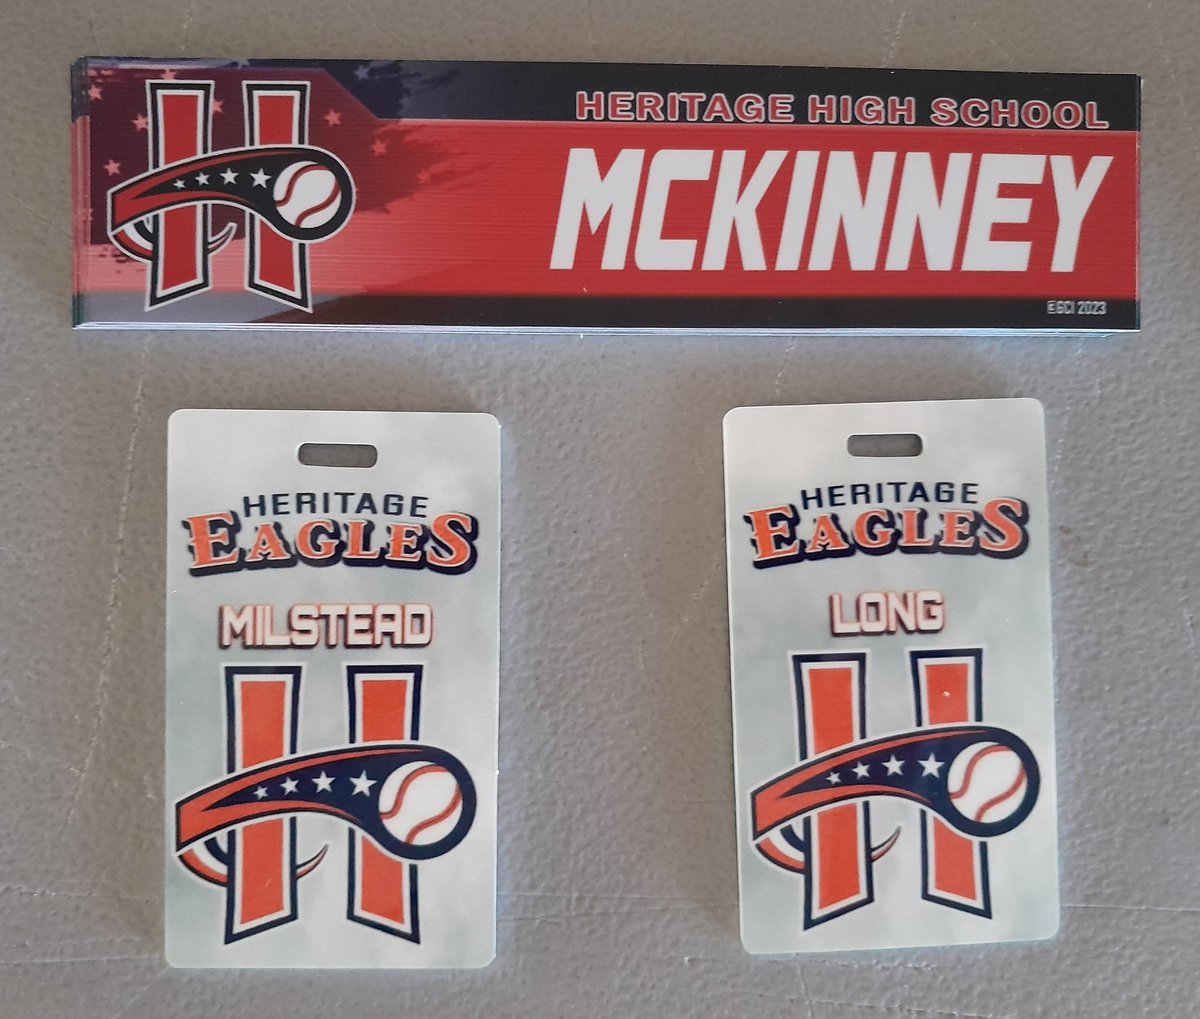 HERITAGE HIGH SCHOOL
MCKINNEY
©GCI 2023
HERITAGE
EAGLES
MILSTEAD
H
HERITAGE
EAGLES
LONG
H